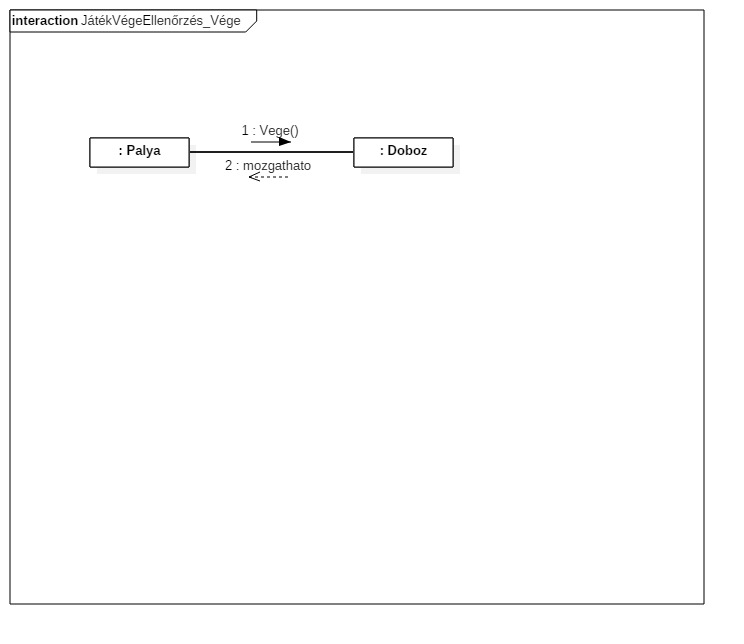 interaction JátékVégeEllenőrzés_Vége
1 : Vege()
: Palya
: Doboz
2 : mozgathato